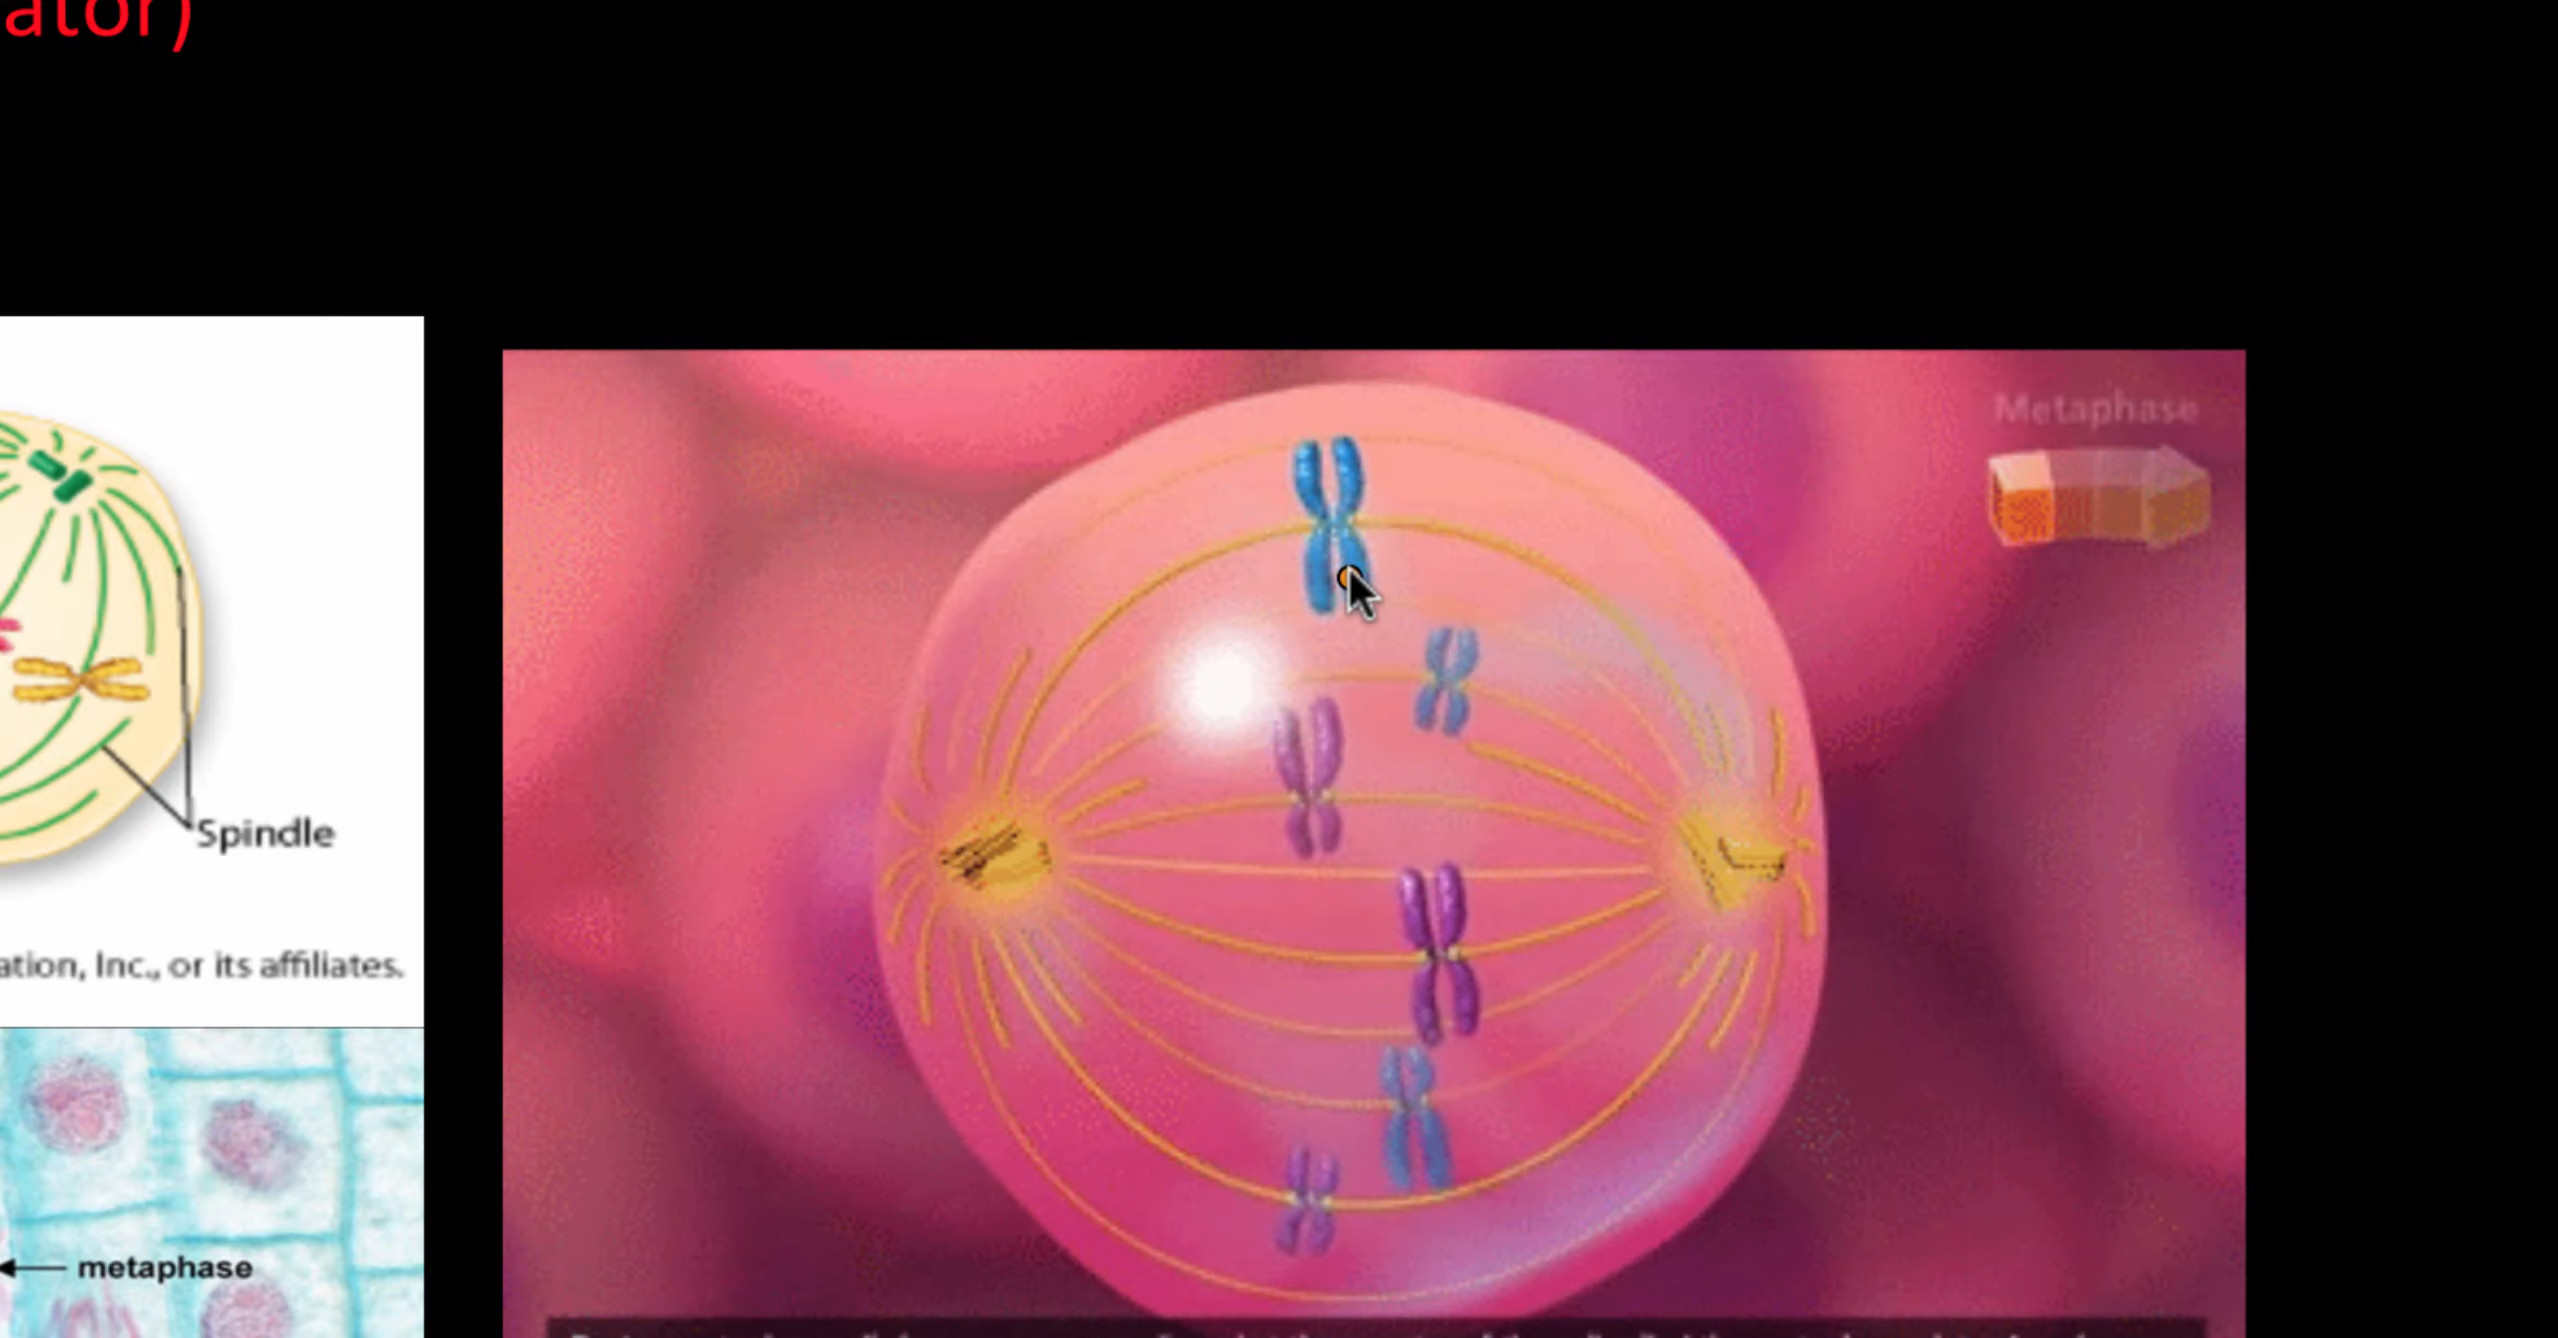 ator)
Metaphase
Spindle
ation, Inc., or its affiliates.
metaphase